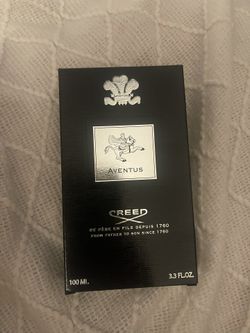 AVENTUS
CREED
DE PÈRE EN FILS DEPUIS 1760
FROM FATHER TO SON SINCE 1760
100 ML. 3.3 FL.OZ.